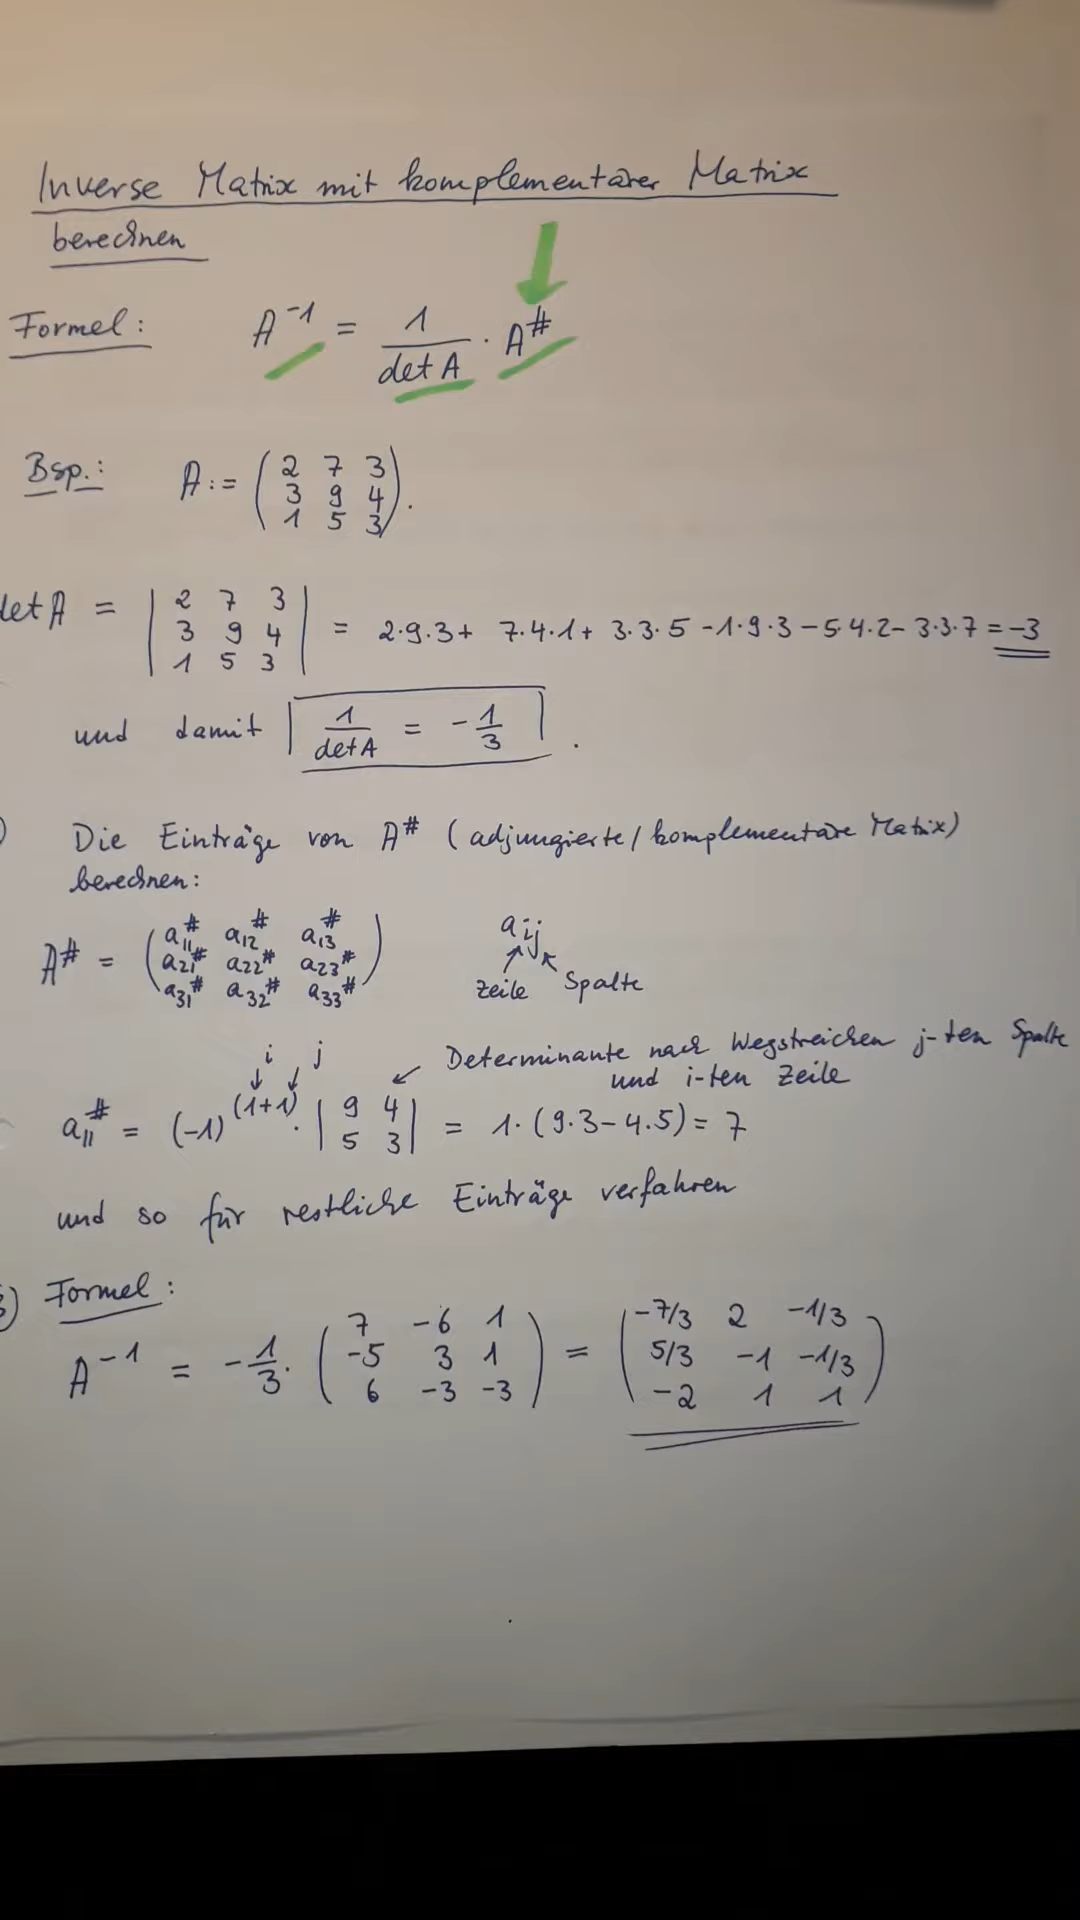 Inverse Matrix mit komplementärer Matrix
berechnen
Formel: A⁻¹ = 1/det A · A#
Bsp.: A := (2 7 3
3 9 4
1 5 3).
det A = |2 7 3
3 9 4
1 5 3| = 2·9·3 + 7·4·1 + 3·3·5 - 1·9·3 - 5·4·2 - 3·3·7 = -3
und damit 1/det A = -1/3 .
Die Einträge von A# (adjungierte/komplementäre Matrix)
berechnen:
A# = (a₁₁# a₁₂# a₁₃#
a₂₁# a₂₂# a₂₃#
a₃₁# a₃₂# a₃₃#)
aij
Zeile Spalte
i j
Determinante nach Wegstreichen j-ten Spalte
und i-ten Zeile
a₁₁# = (-1)^(1+1) · |9 4
5 3| = 1·(9·3-4·5) = 7
und so für restliche Einträge verfahren
) Formel:
A⁻¹ = -1/3 · (7 -6 1
-5 3 1
6 -3 -3) = (-7/3 2 -1/3
5/3 -1 -1/3
-2 1 1)